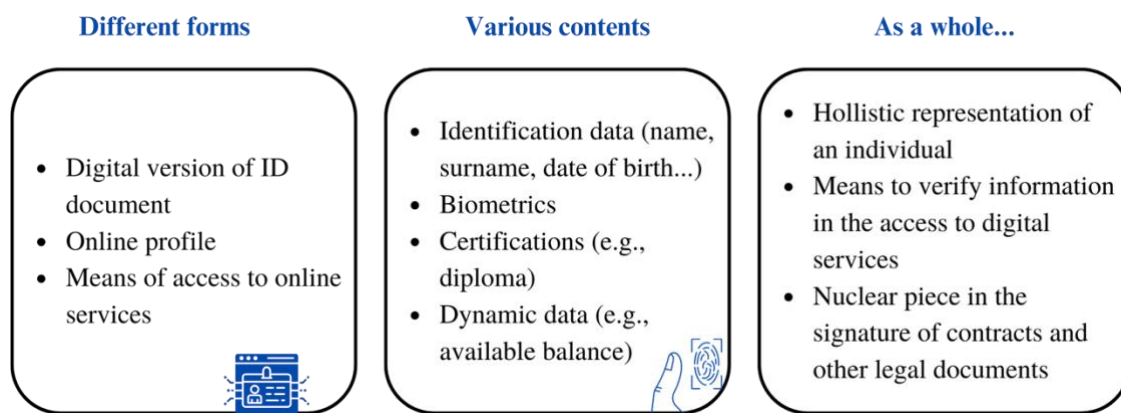 Different forms
• Digital version of ID
document
• Online profile
• Means of access to online
services
Various contents
• Identification data (name,
surname, date of birth...)
• Biometrics
• Certifications (e.g.,
diploma)
• Dynamic data (e.g.,
available balance)
As a whole...
• Hollistic representation of
an individual
• Means to verify information
in the access to digital
services
• Nuclear piece in the
signature of contracts and
other legal documents